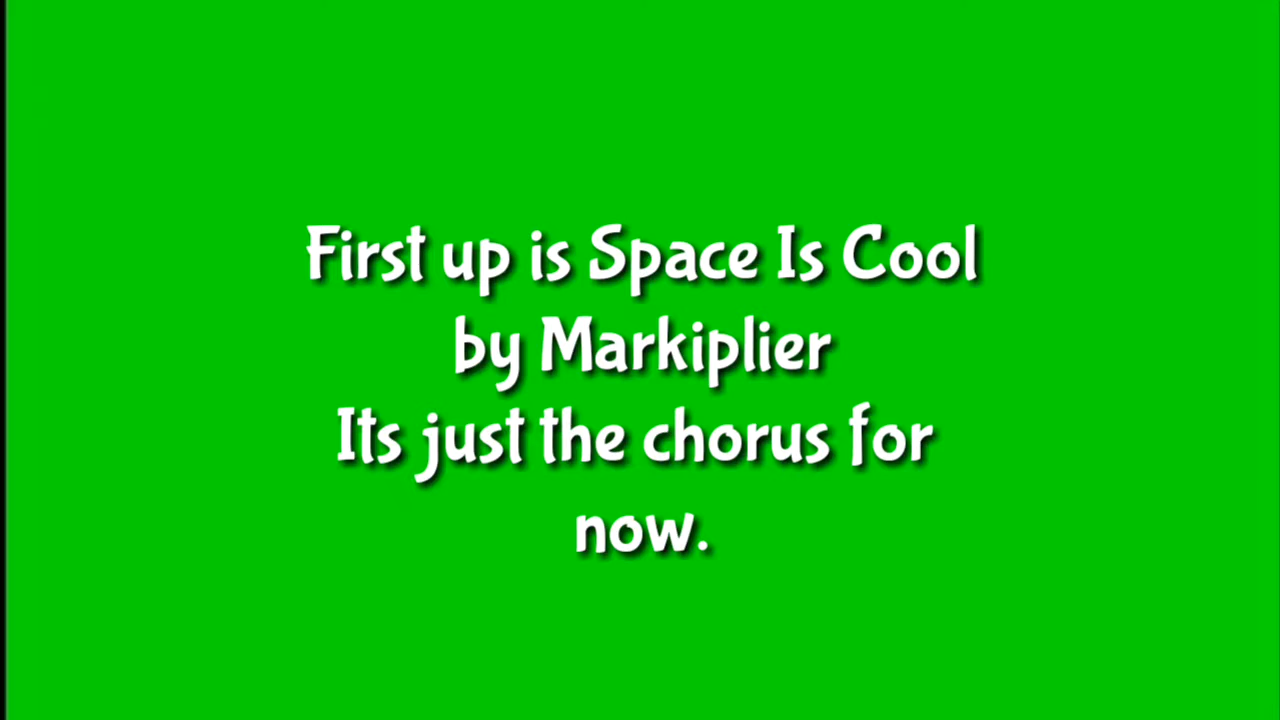 First up is Space Is Cool
by Markiplier
Its just the chorus for
now.